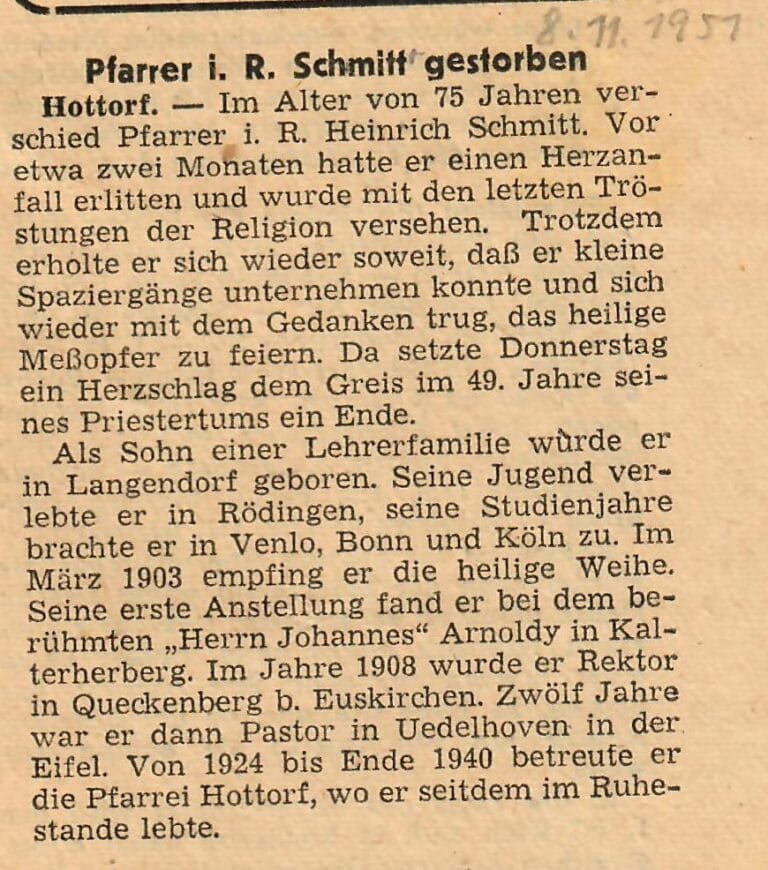 8.11.1951
Pfarrer i. R. Schmitt gestorben
Hottorf. — Im Alter von 75 Jahren ver-
schied Pfarrer i. R. Heinrich Schmitt. Vor
etwa zwei Monaten hatte er einen Herzan-
fall erlitten und wurde mit den letzten Trö-
stungen der Religion versehen. Trotzdem
erholte er sich wieder soweit, daß er kleine
Spaziergänge unternehmen konnte und sich
wieder mit dem Gedanken trug, das heilige
Meßopfer zu feiern. Da setzte Donnerstag
ein Herzschlag dem Greis im 49. Jahre sei-
nes Priestertums ein Ende.
Als Sohn einer Lehrerfamilie wurde er
in Langendorf geboren. Seine Jugend ver-
lebte er in Rödingen, seine Studienjahre
brachte er in Venlo, Bonn und Köln zu. Im
März 1903 empfing er die heilige Weihe.
Seine erste Anstellung fand er bei dem be-
rühmten „Herrn Johannes“ Arnoldy in Kal-
terherberg. Im Jahre 1908 wurde er Rektor
in Queckenberg b. Euskirchen. Zwölf Jahre
war er dann Pastor in Uedelhoven in der
Eifel. Von 1924 bis Ende 1940 betreute er
die Pfarrei Hottorf, wo er seitdem im Ruhe-
stande lebte.